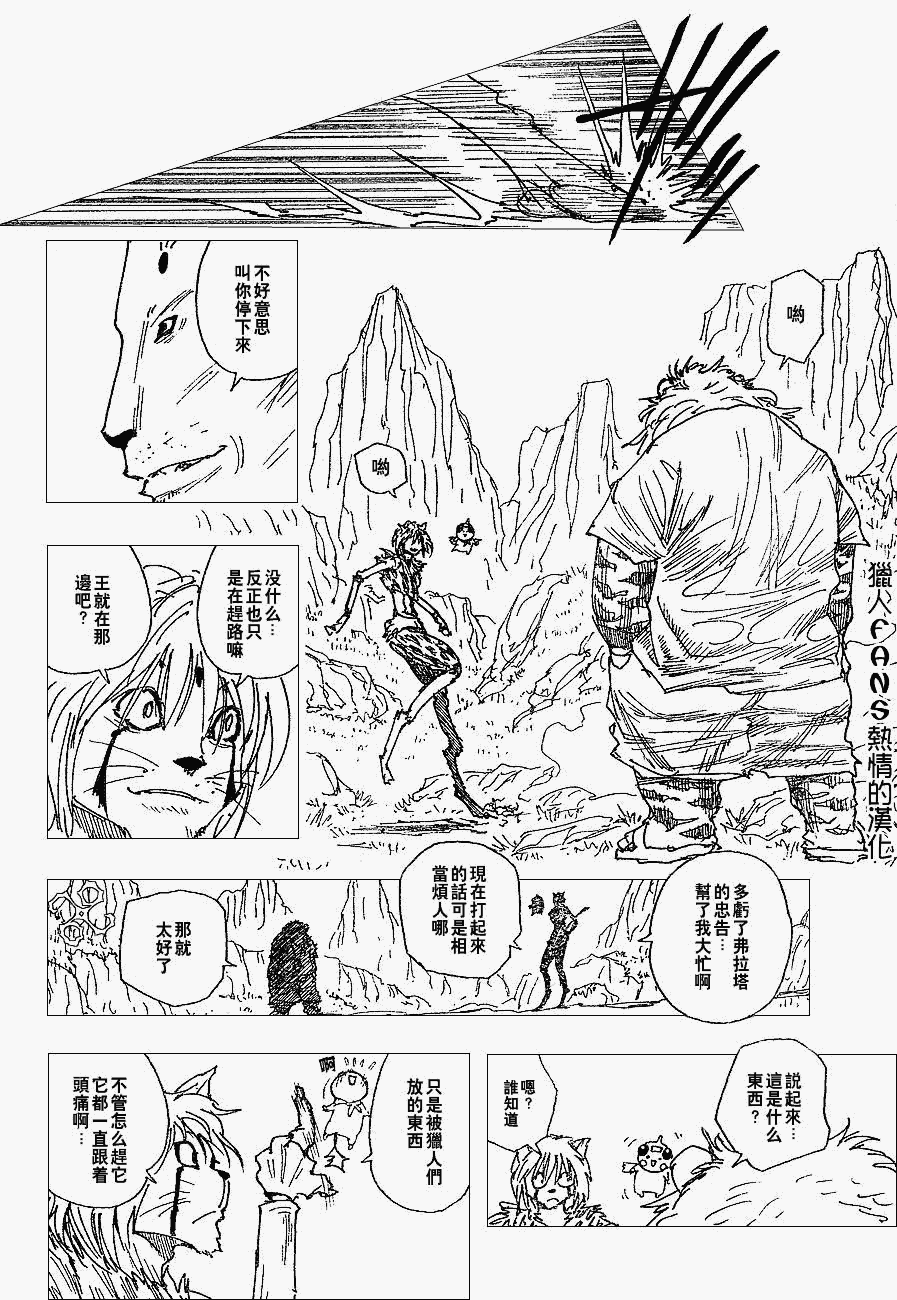 哟
哟
不好意思
叫你停下來
没什么…
反正也只
是在趕路嘛
王就在那
邊吧？
獵人FANS熱情的漢化
多虧了弗拉塔
的忠告…
幫了我大忙啊
現在打起來
的話可是相
當煩人哪
那就
太好了
説起來…
這是什么
東西？
嗯？
誰知道
只是被獵人們
放的東西
啊
不管怎么趕它
它都一直跟着
頭痛啊…